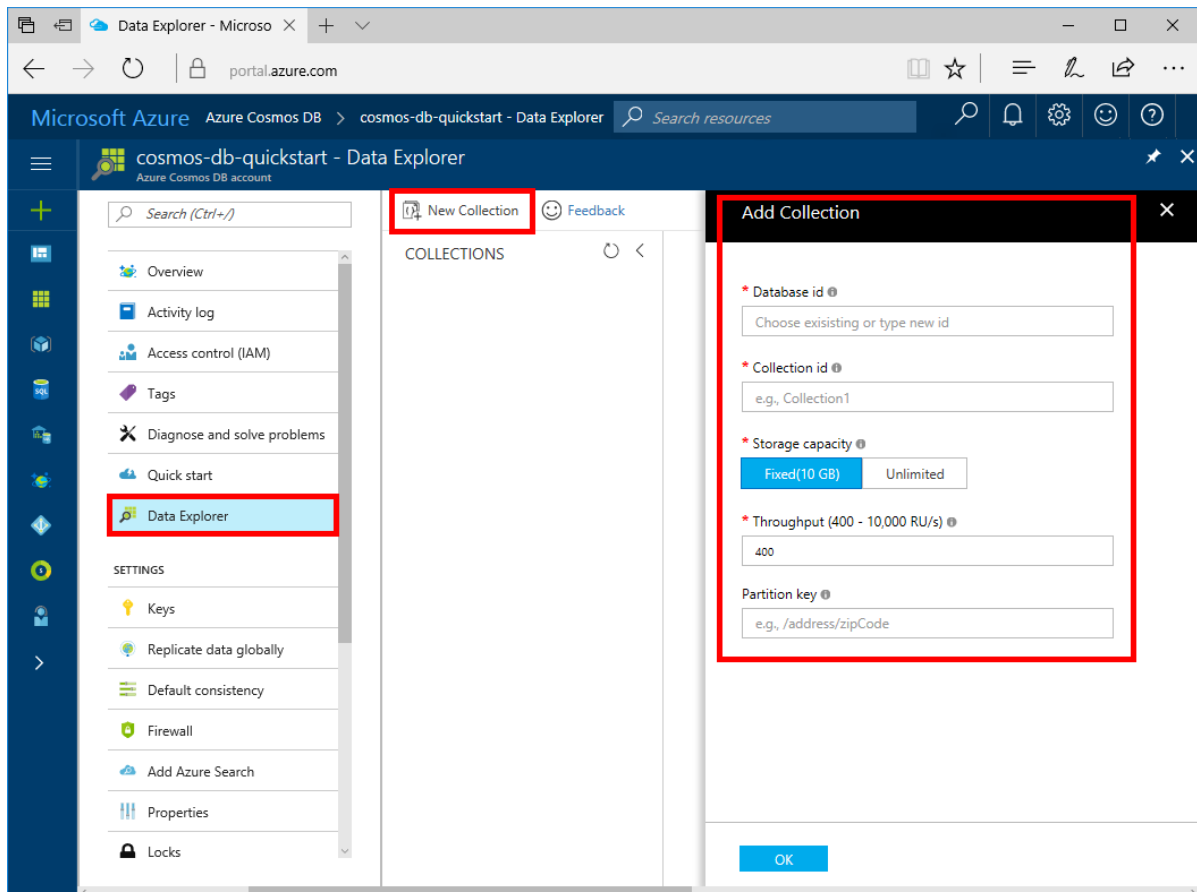 Data Explorer - Microso
portal.azure.com
Microsoft Azure Azure Cosmos DB > cosmos-db-quickstart - Data Explorer Search resources
cosmos-db-quickstart - Data Explorer
Azure Cosmos DB account
Search (Ctrl+/)
Overview
Activity log
Access control (IAM)
Tags
Diagnose and solve problems
Quick start
Data Explorer
SETTINGS
Keys
Replicate data globally
Default consistency
Firewall
Add Azure Search
Properties
Locks
New Collection Feedback
COLLECTIONS
Add Collection
* Database id
Choose exisisting or type new id
* Collection id
e.g., Collection1
* Storage capacity
Fixed(10 GB) Unlimited
* Throughput (400 - 10,000 RU/s)
400
Partition key
e.g., /address/zipCode
OK
SQL